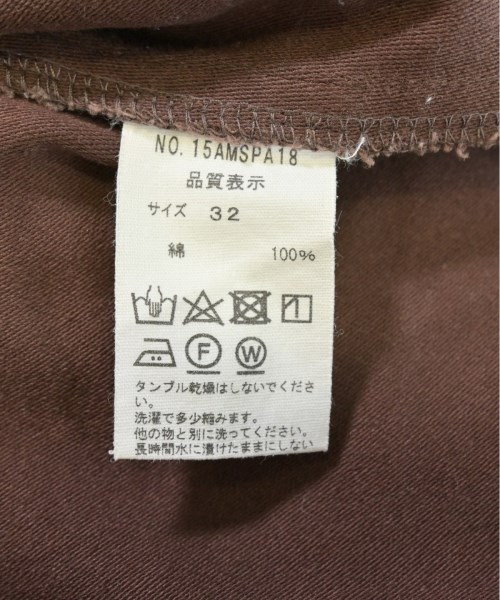 NO. 15AMSPA18
品質表示
サイズ 32
綿 100%
F W
タンブル乾燥はしないでくださ
い。
洗濯で多少縮みます。
他の物と別に洗ってください。
長時間水に漬けたままにしない